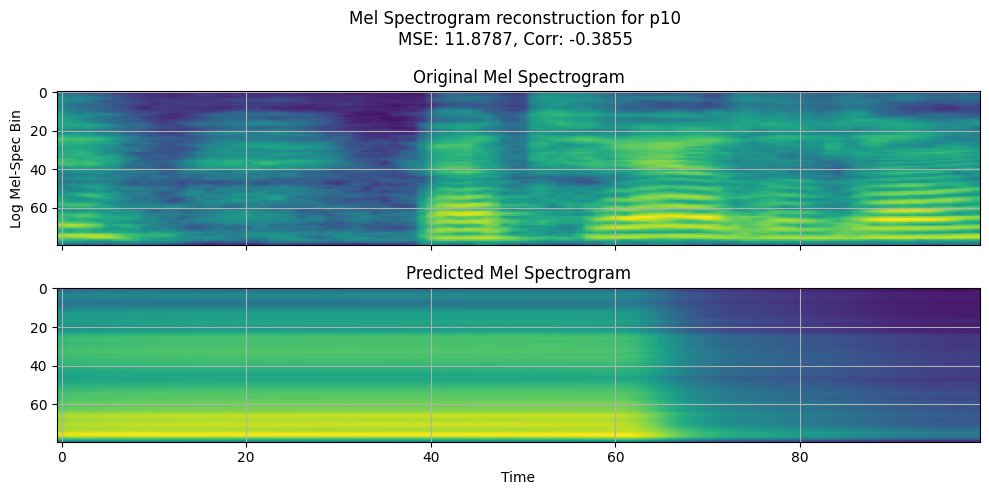 Mel Spectrogram reconstruction for p10
MSE: 11.8787, Corr: -0.3855
Original Mel Spectrogram
Log Mel-Spec Bin
0
20
40
60
Predicted Mel Spectrogram
0
20
40
60
0 20 40 60 80
Time